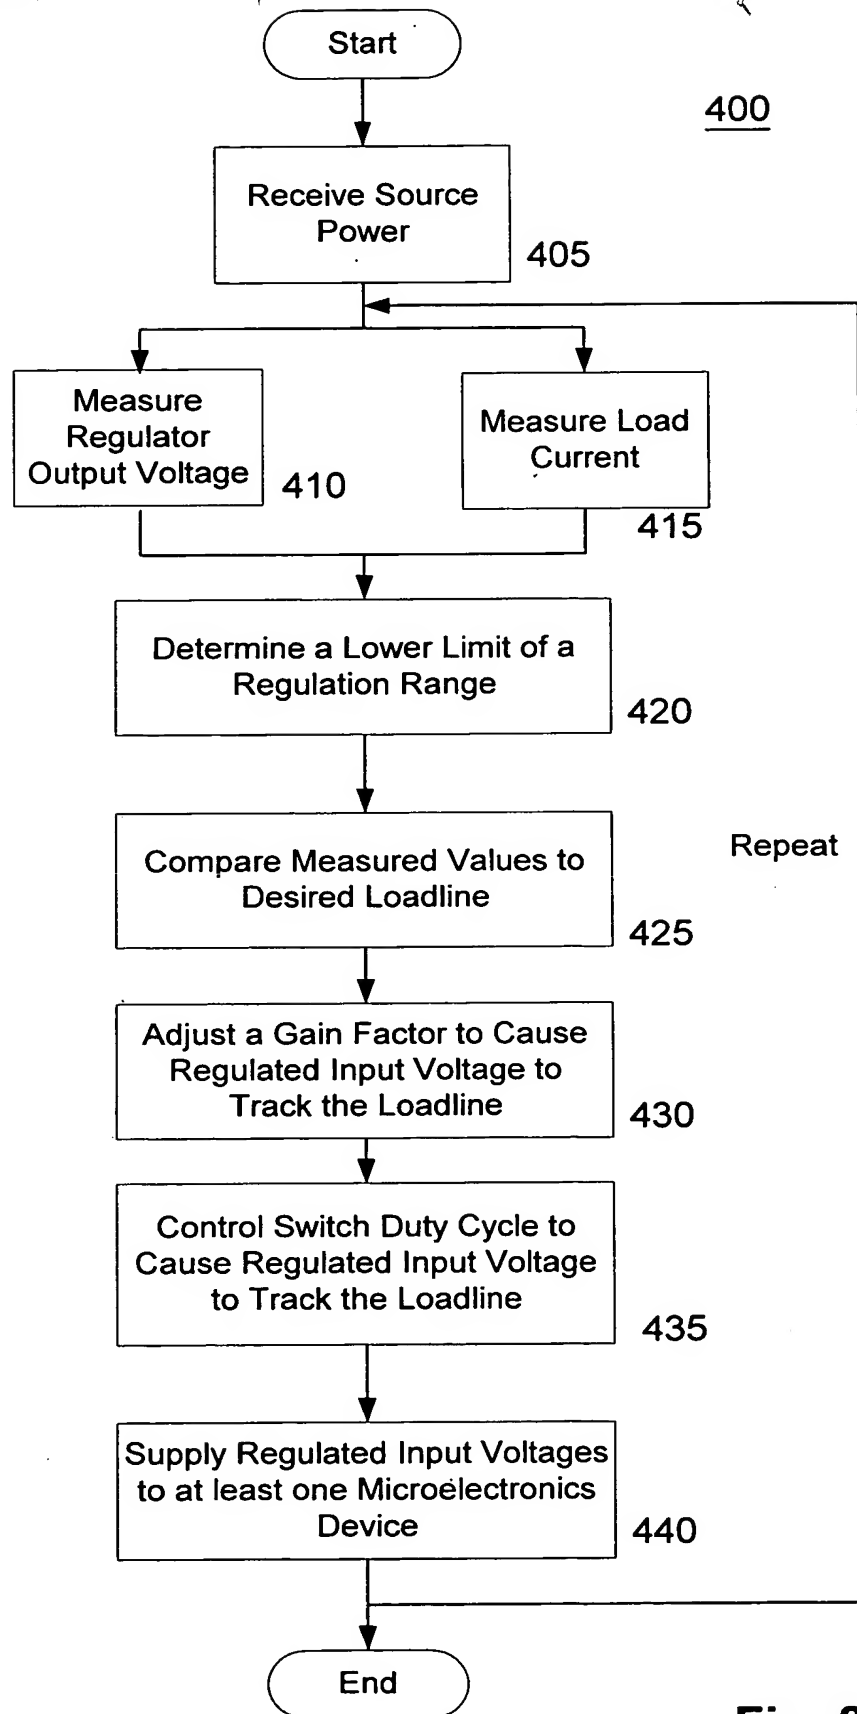 Start
400
Receive Source
Power
405
Measure
Regulator
Output Voltage
410
Measure Load
Current
415
Determine a Lower Limit of a
Regulation Range
420
Compare Measured Values to
Desired Loadline
425
Repeat
Adjust a Gain Factor to Cause
Regulated Input Voltage to
Track the Loadline
430
Control Switch Duty Cycle to
Cause Regulated Input Voltage
to Track the Loadline
435
Supply Regulated Input Voltages
to at least one Microelectronics
Device
440
End